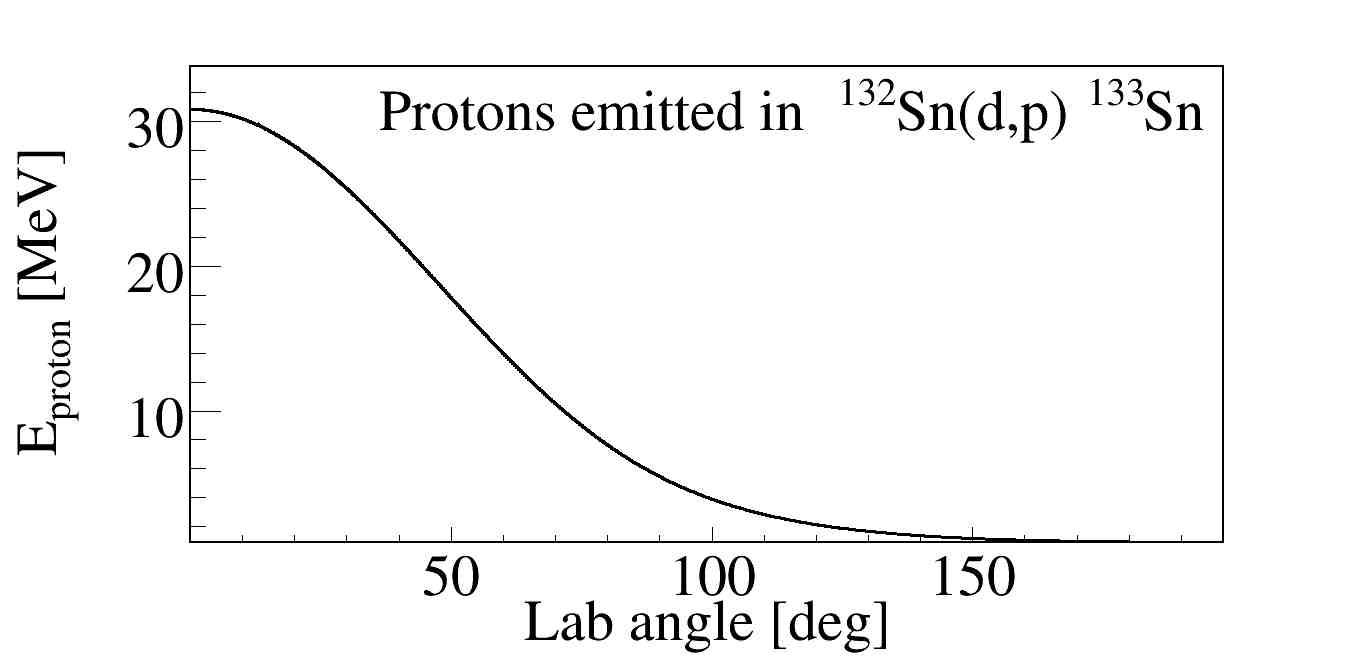 Protons emitted in ¹³²Sn(d,p) ¹³³Sn
E_proton [MeV]
30
20
10
50 100 150
Lab angle [deg]